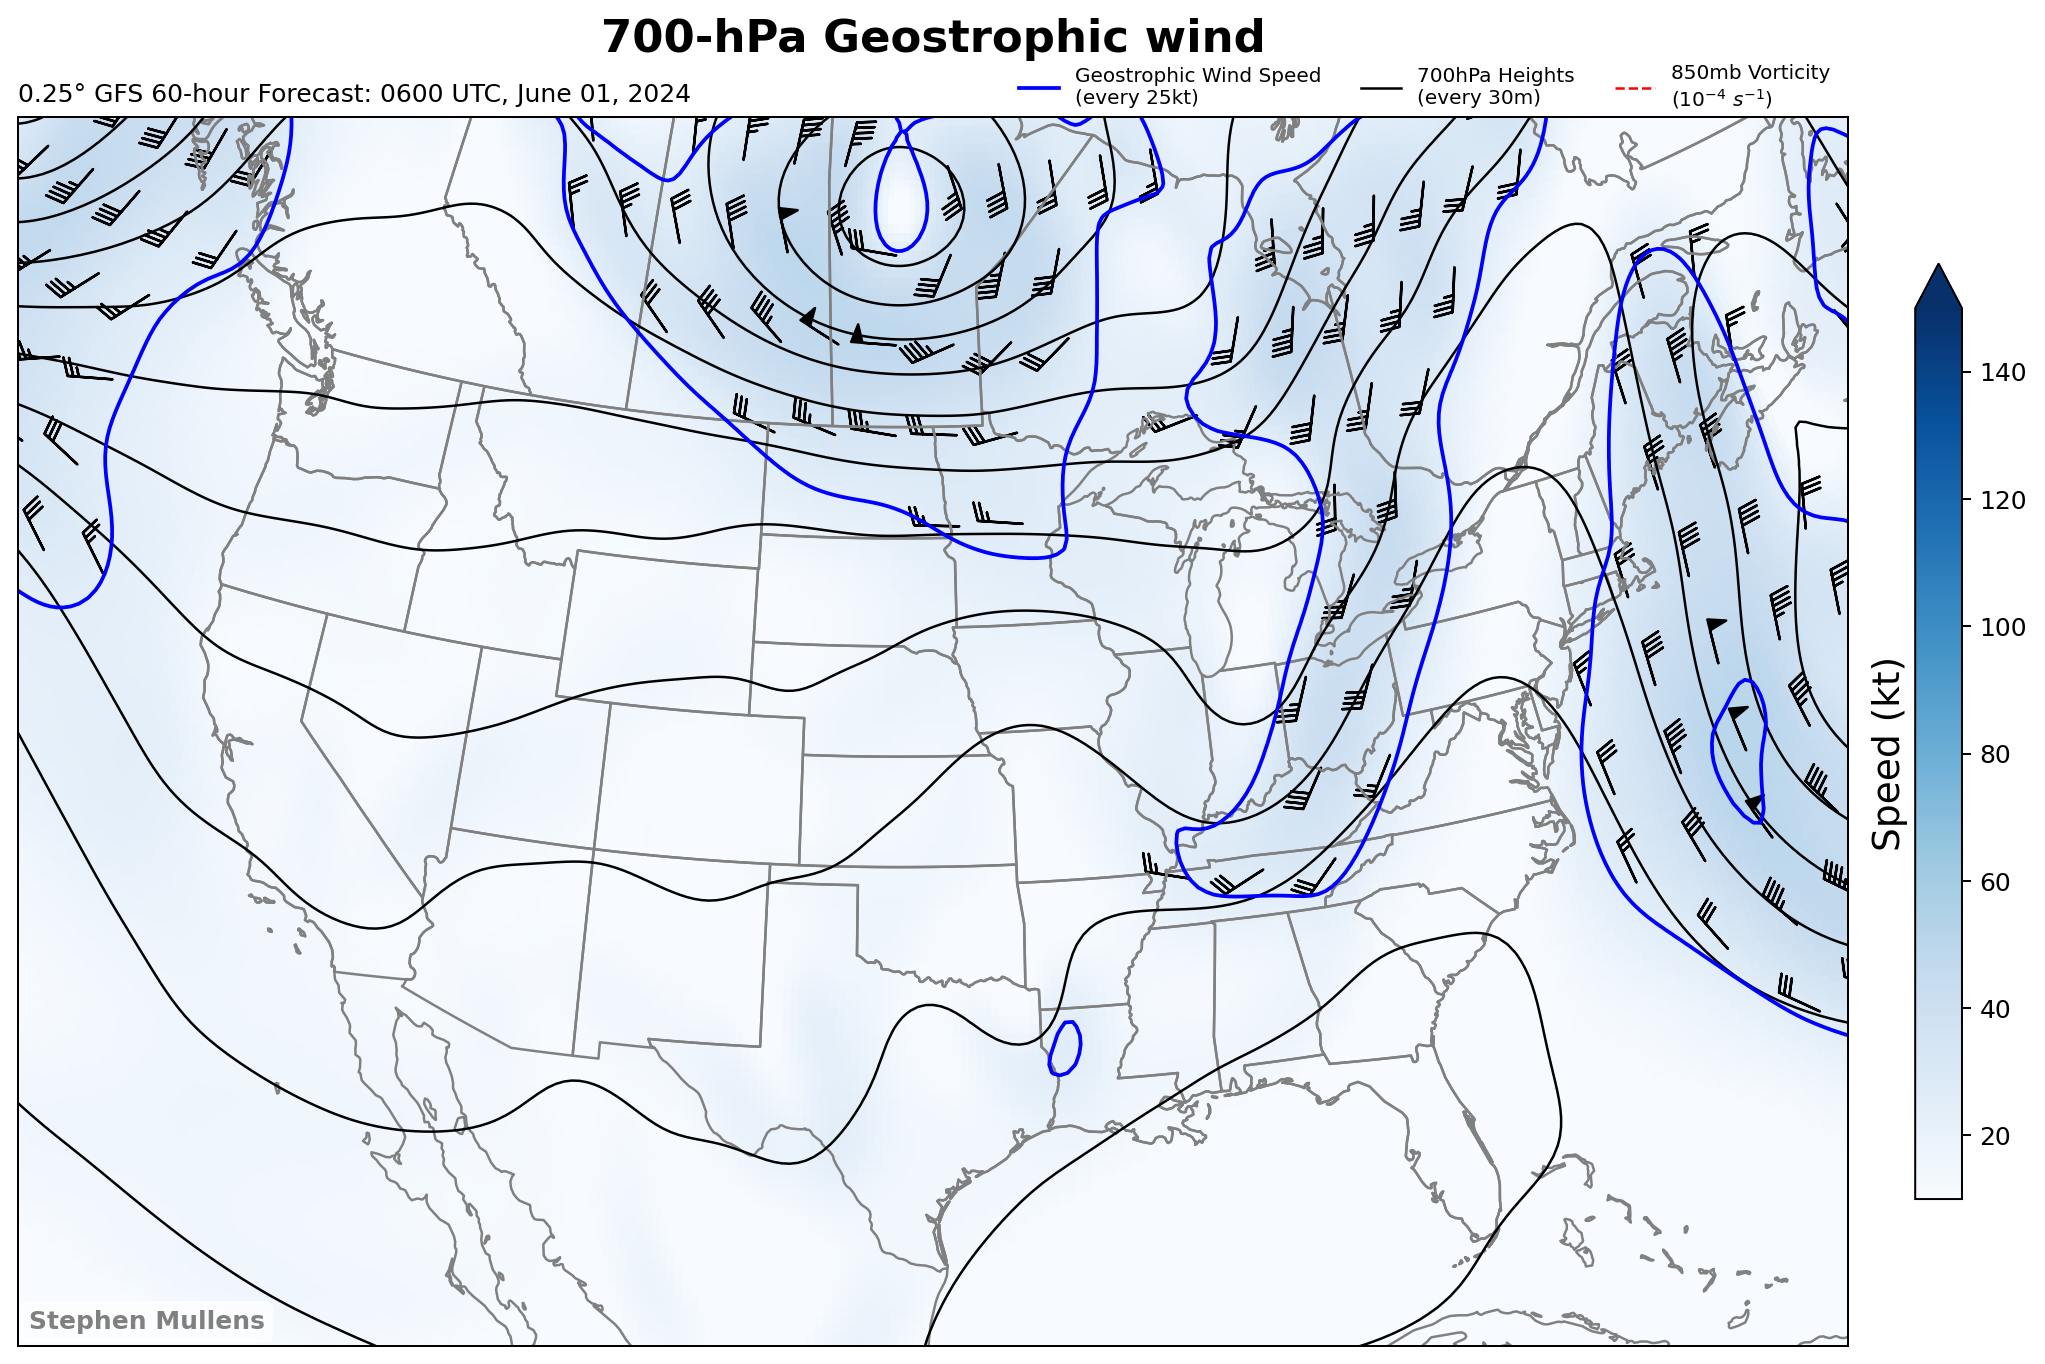 700-hPa Geostrophic wind
0.25° GFS 60-hour Forecast: 0600 UTC, June 01, 2024
Geostrophic Wind Speed
(every 25kt)
700hPa Heights
(every 30m)
850mb Vorticity
(10⁻⁴ s⁻¹)
140
120
100
80
60
40
20
Speed (kt)
Stephen Mullens